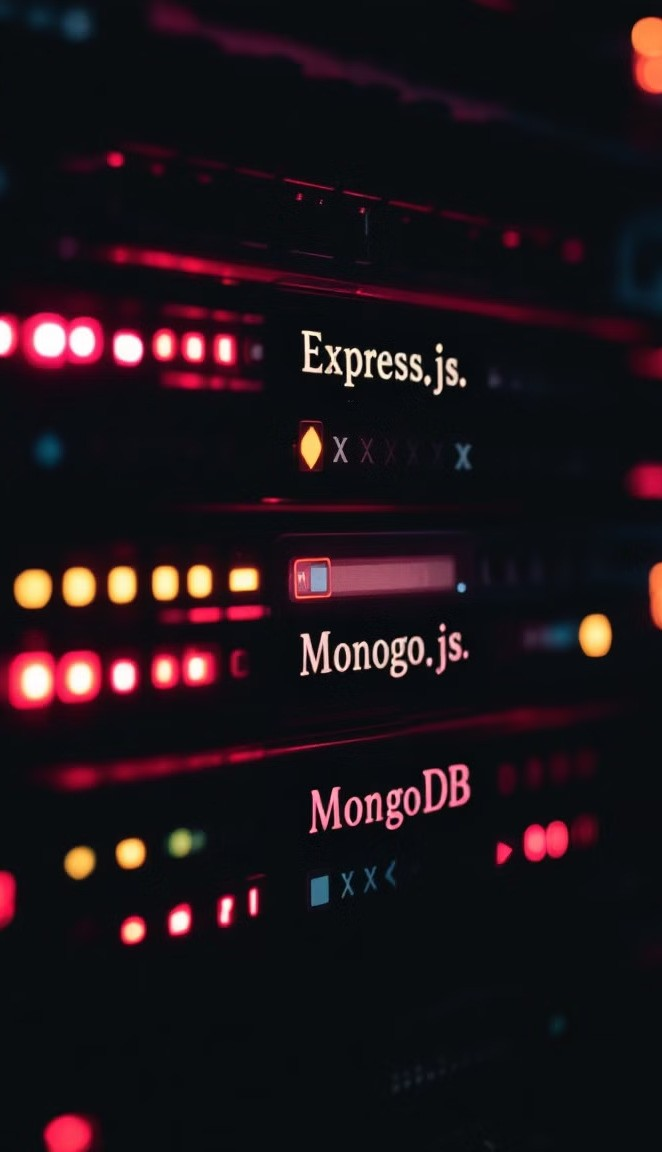 Express.js.
X X X X X X
Monogo.js.
MongoDB
X X <